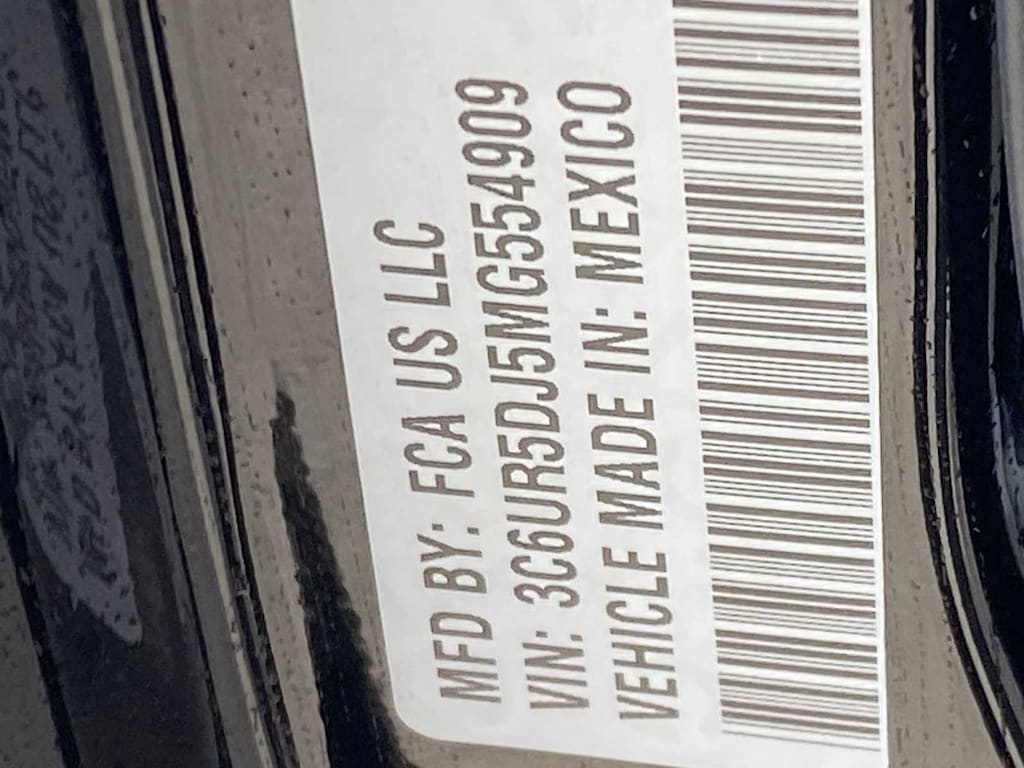 MFD BY: FCA US LLC
VIN: 3C6UR5DJ5MG554909
VEHICLE MADE IN: MEXICO